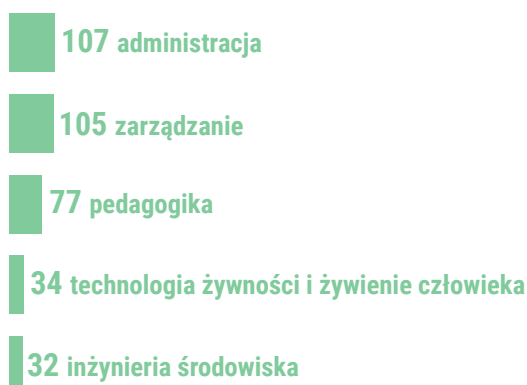 107 administracja
105 zarządzanie
77 pedagogika
34 technologia żywności i żywienie człowieka
32 inżynieria środowiska